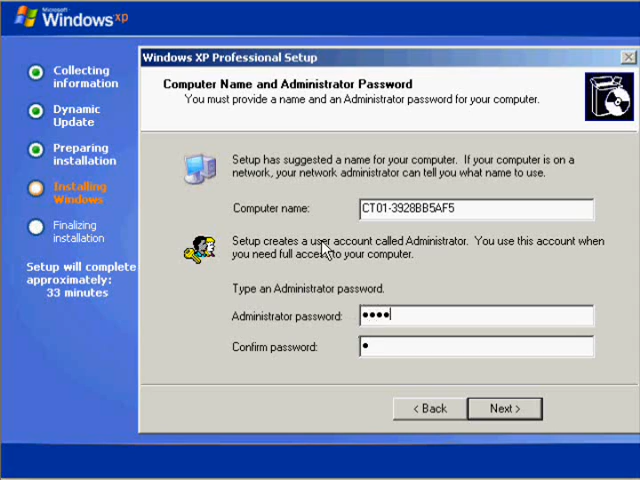 Microsoft
Windows xp
Collecting
information
Dynamic
Update
Preparing
installation
Installing
Windows
Finalizing
installation
Setup will complete
approximately:
33 minutes
Windows XP Professional Setup
Computer Name and Administrator Password
You must provide a name and an Administrator password for your computer.
Setup has suggested a name for your computer. If your computer is on a
network, your network administrator can tell you what name to use.
Computer name: CT01-3928BB5AF5
Setup creates a user account called Administrator. You use this account when
you need full access to your computer.
Type an Administrator password.
Administrator password: ●●●●
Confirm password: ●
< Back Next >